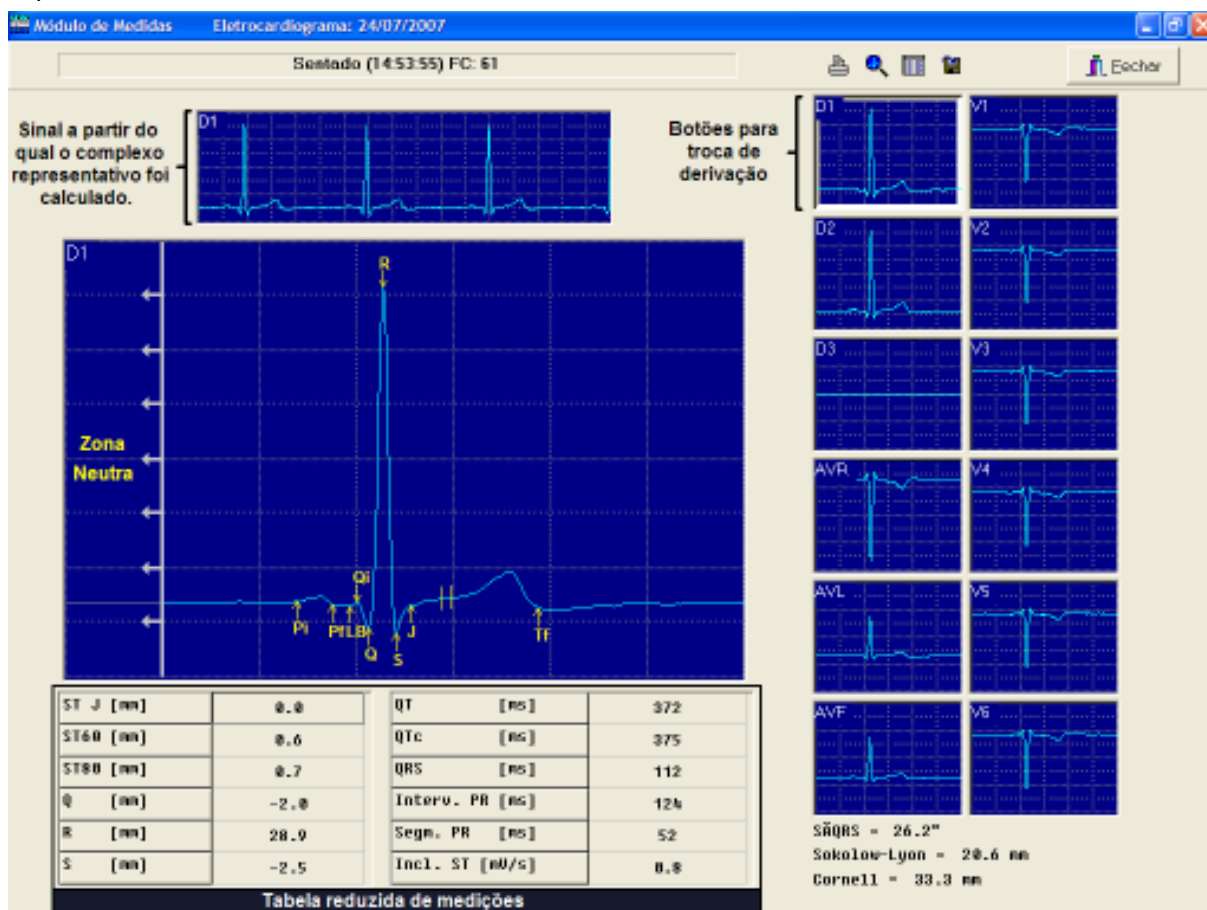 Módulo de Medidas Eletrocardiograma: 24/07/2007
Sentado (14:53:55) FC: 61
Fechar
Sinal a partir do
qual o complexo
representativo foi
calculado.
D1
Botões para
troca de
derivação
D1
V1
D2
V2
D3
V3
AVR
V4
AVL
V5
AVF
V6
D1
R
Zona
Neutra
Qi
Pi
Pf
LB
Q
S
J
Tf
ST J [mm] 0.0 QT [ms] 372
ST60 [mm] 0.6 QTc [ms] 375
ST80 [mm] 0.7 QRS [ms] 112
Q [mm] -2.0 Interv. PR [ms] 124
R [mm] 28.9 Segm. PR [ms] 52
S [mm] -2.5 Incl. ST [mV/s] 0.8
Tabela reduzida de medições
SÂQRS = 26.2°
Sokolow-Lyon = 20.6 mm
Cornell = 33.3 mm